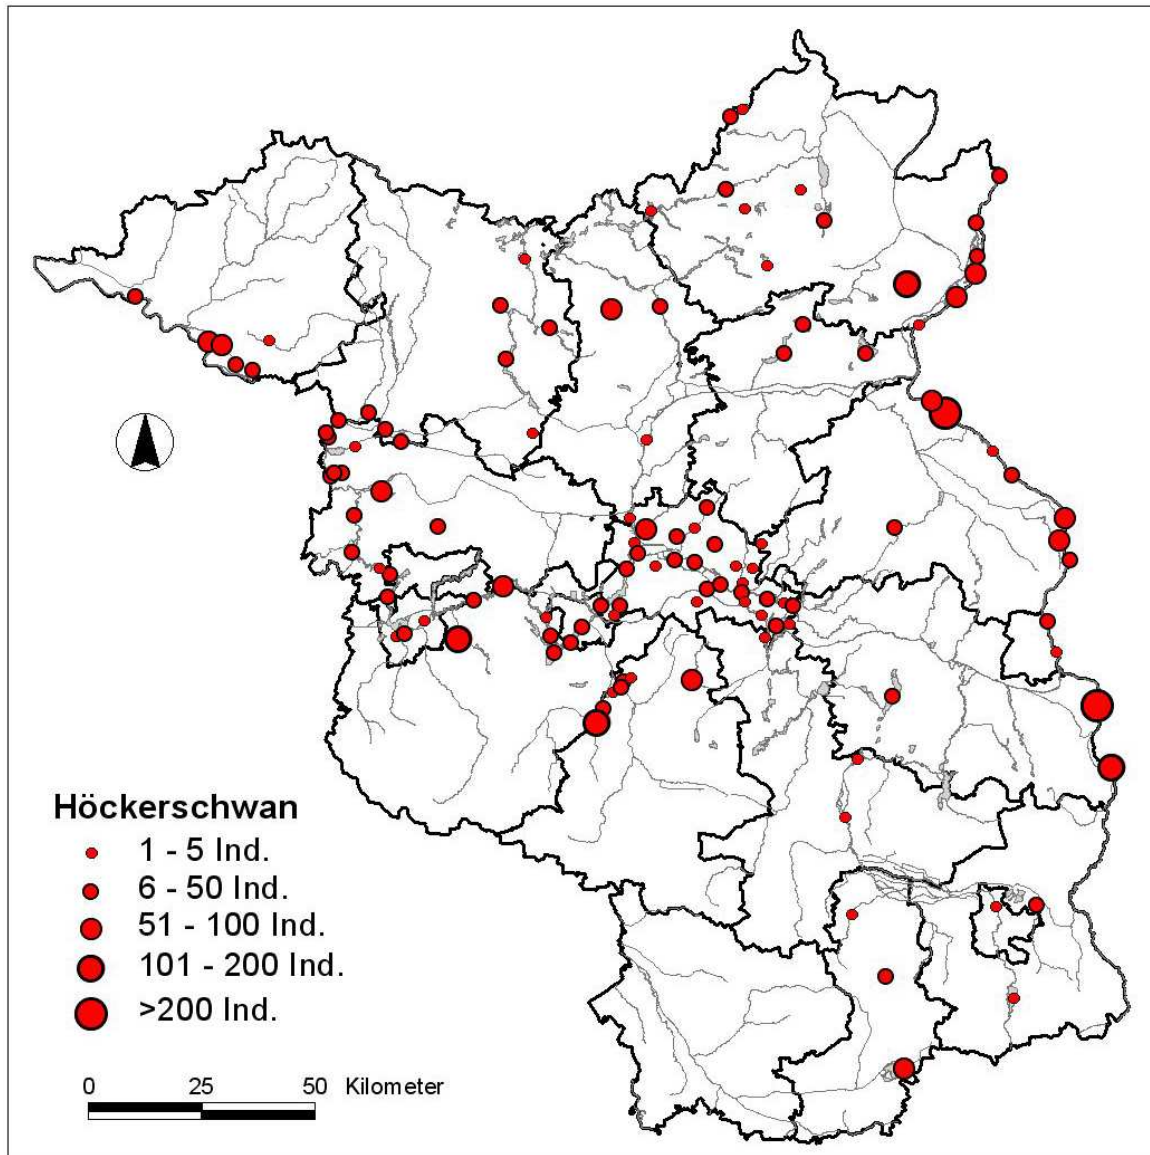 Höckerschwan
1 - 5 Ind.
6 - 50 Ind.
51 - 100 Ind.
101 - 200 Ind.
>200 Ind.
0 25 50 Kilometer